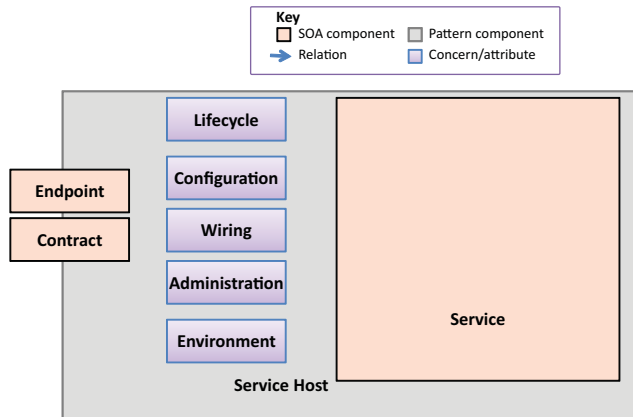 Key
SOA component
Pattern component
Relation
Concern/attribute
Lifecycle
Configuration
Endpoint
Wiring
Contract
Administration
Service
Environment
Service Host